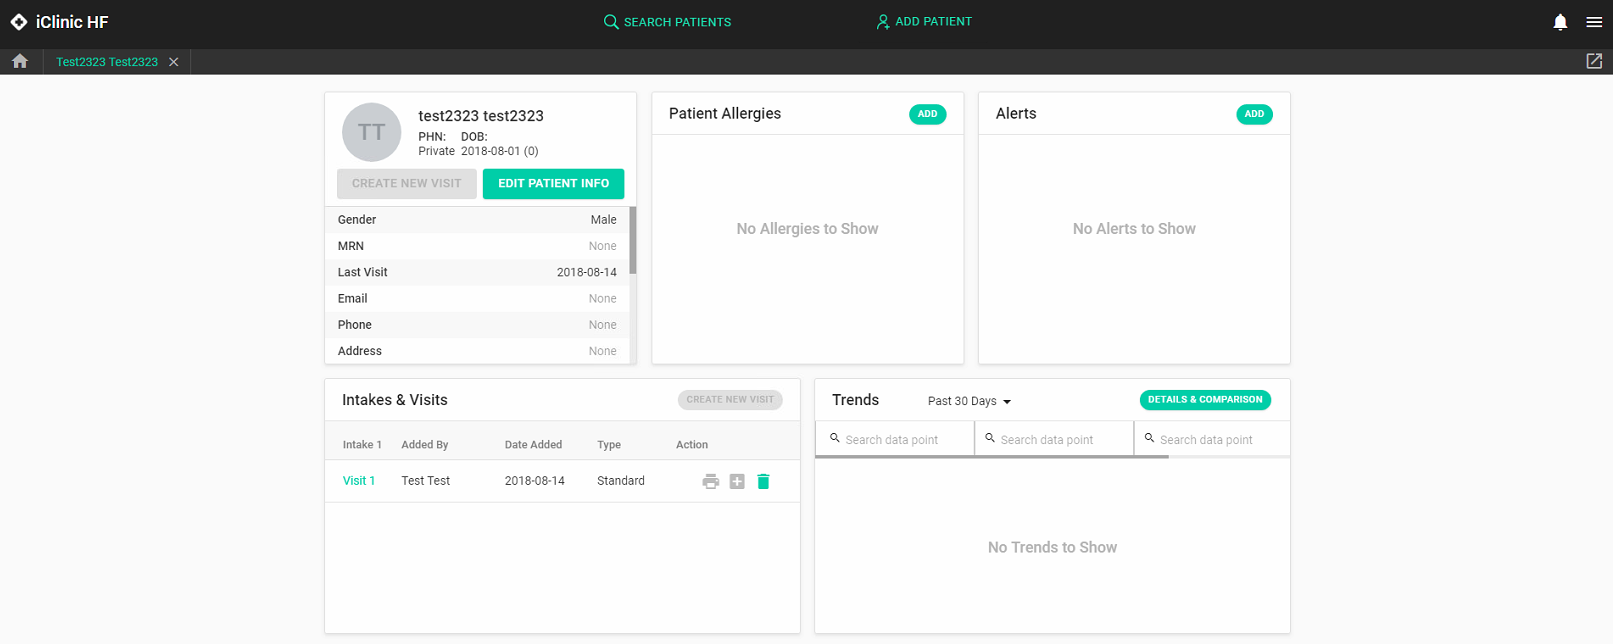 iClinic HF
SEARCH PATIENTS
ADD PATIENT
Test2323 Test2323
TT
test2323 test2323
PHN: DOB:
Private 2018-08-01 (0)
CREATE NEW VISIT
EDIT PATIENT INFO
Gender Male
MRN None
Last Visit 2018-08-14
Email None
Phone None
Address None
Patient Allergies
ADD
No Allergies to Show
Alerts
ADD
No Alerts to Show
Intakes & Visits
CREATE NEW VISIT
Intake 1 Added By Date Added Type Action
Visit 1 Test Test 2018-08-14 Standard
Trends
Past 30 Days
DETAILS & COMPARISON
Search data point
Search data point
Search data point
No Trends to Show